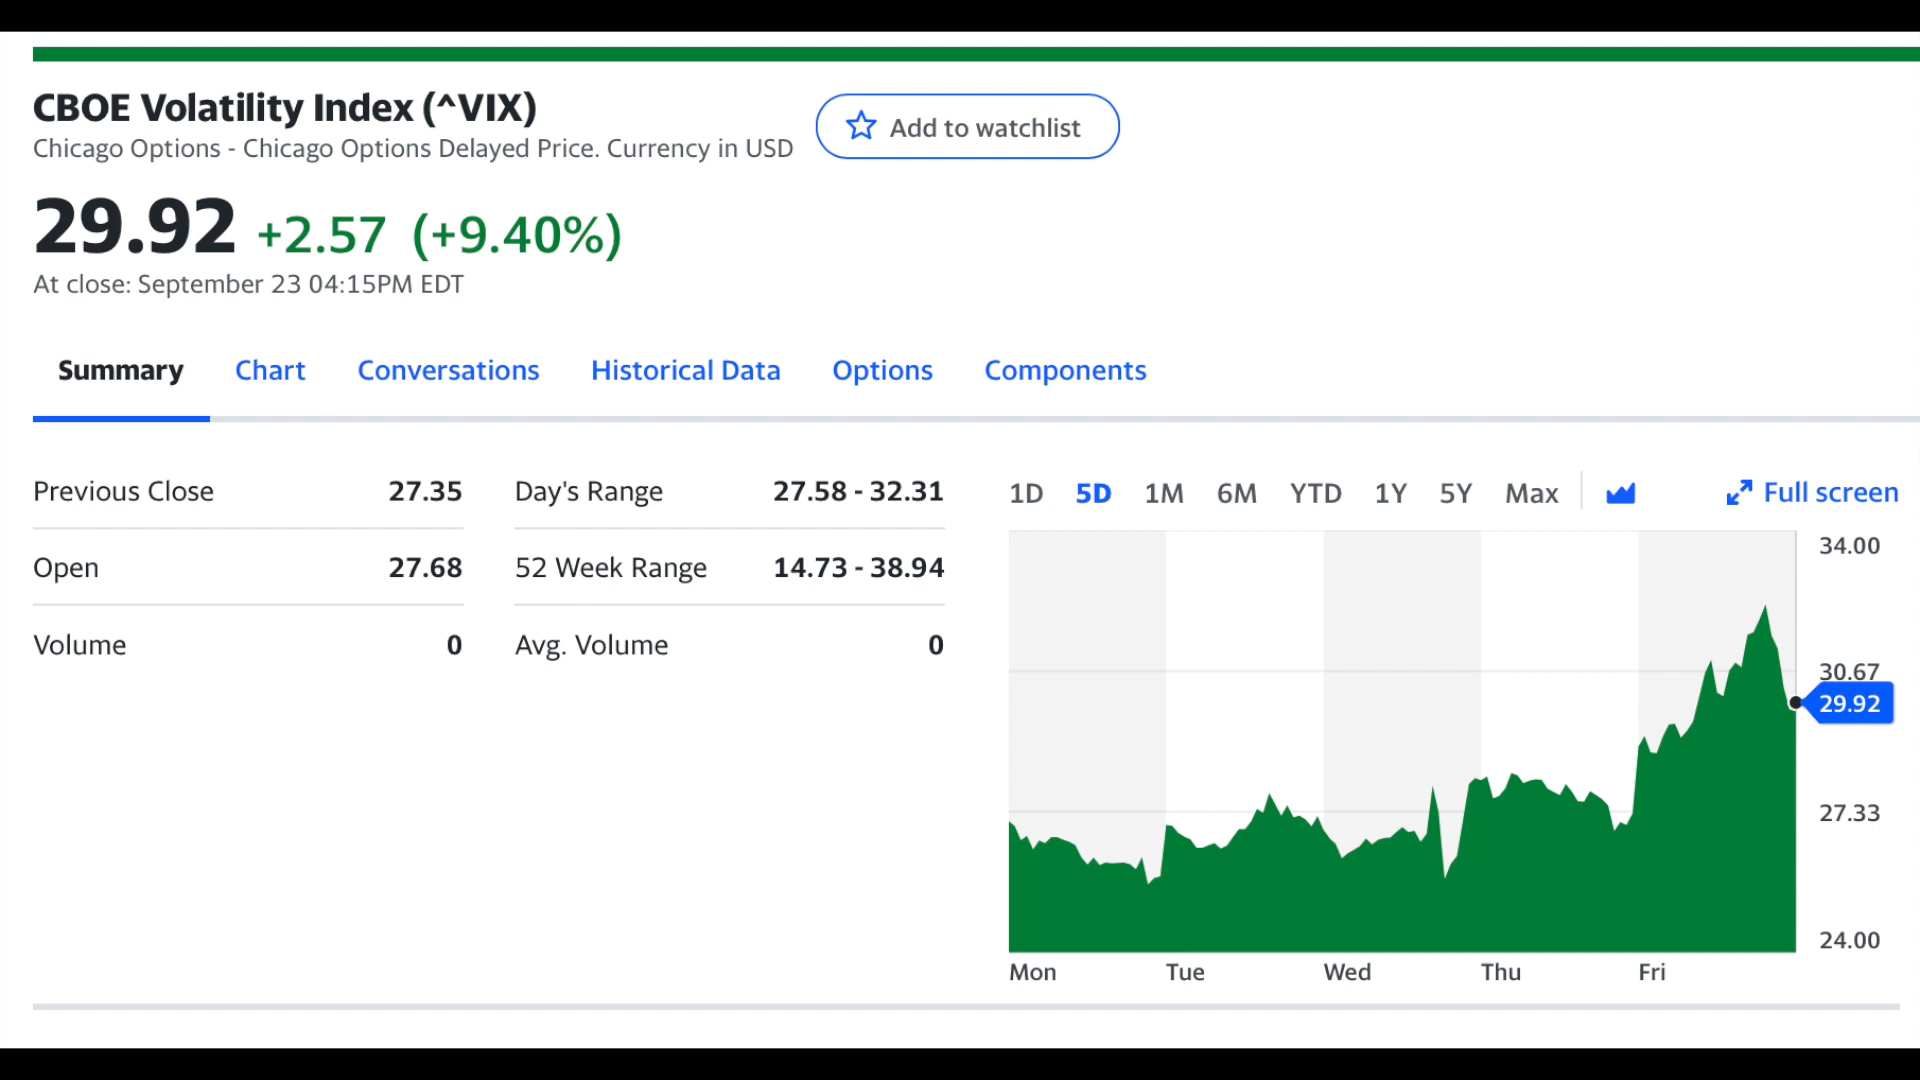 CBOE Volatility Index (^VIX)
Chicago Options - Chicago Options Delayed Price. Currency in USD
Add to watchlist
29.92 +2.57 (+9.40%)
At close: September 23 04:15PM EDT
Summary Chart Conversations Historical Data Options Components
Previous Close 27.35
Open 27.68
Volume 0
Day's Range 27.58 - 32.31
52 Week Range 14.73 - 38.94
Avg. Volume 0
1D 5D 1M 6M YTD 1Y 5Y Max Full screen
34.00
30.67
29.92
27.33
24.00
Mon Tue Wed Thu Fri